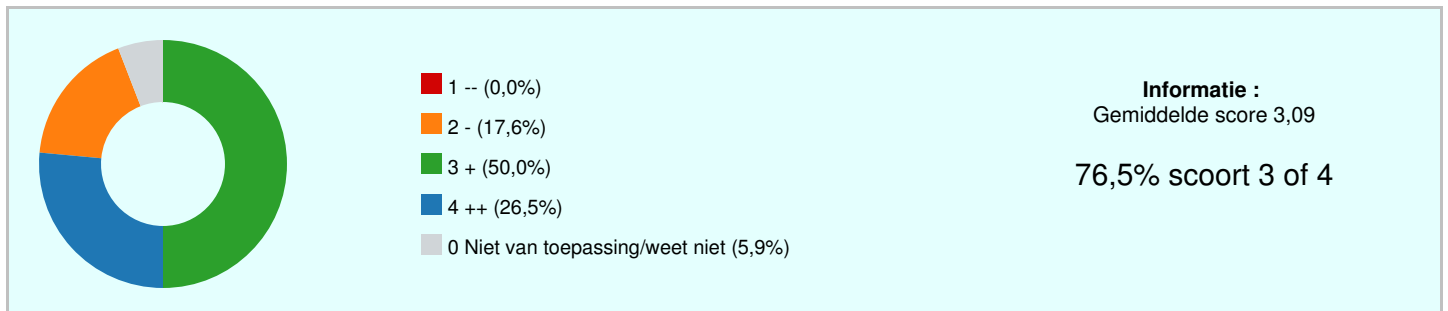 1 -- (0,0%)
2 - (17,6%)
3 + (50,0%)
4 ++ (26,5%)
0 Niet van toepassing/weet niet (5,9%)
Informatie :
Gemiddelde score 3,09
76,5% scoort 3 of 4